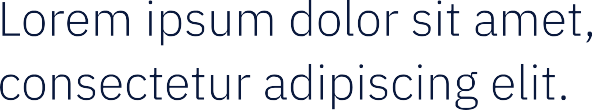 Lorem ipsum dolor sit amet,
consectetur adipiscing elit.